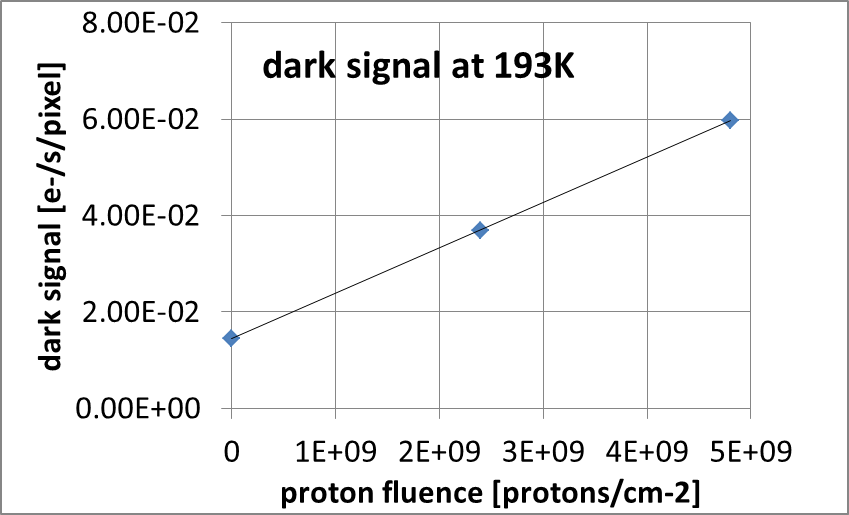 dark signal at 193K
dark signal [e-/s/pixel]
8.00E-02
6.00E-02
4.00E-02
2.00E-02
0.00E+00
0 1E+09 2E+09 3E+09 4E+09 5E+09
proton fluence [protons/cm-2]